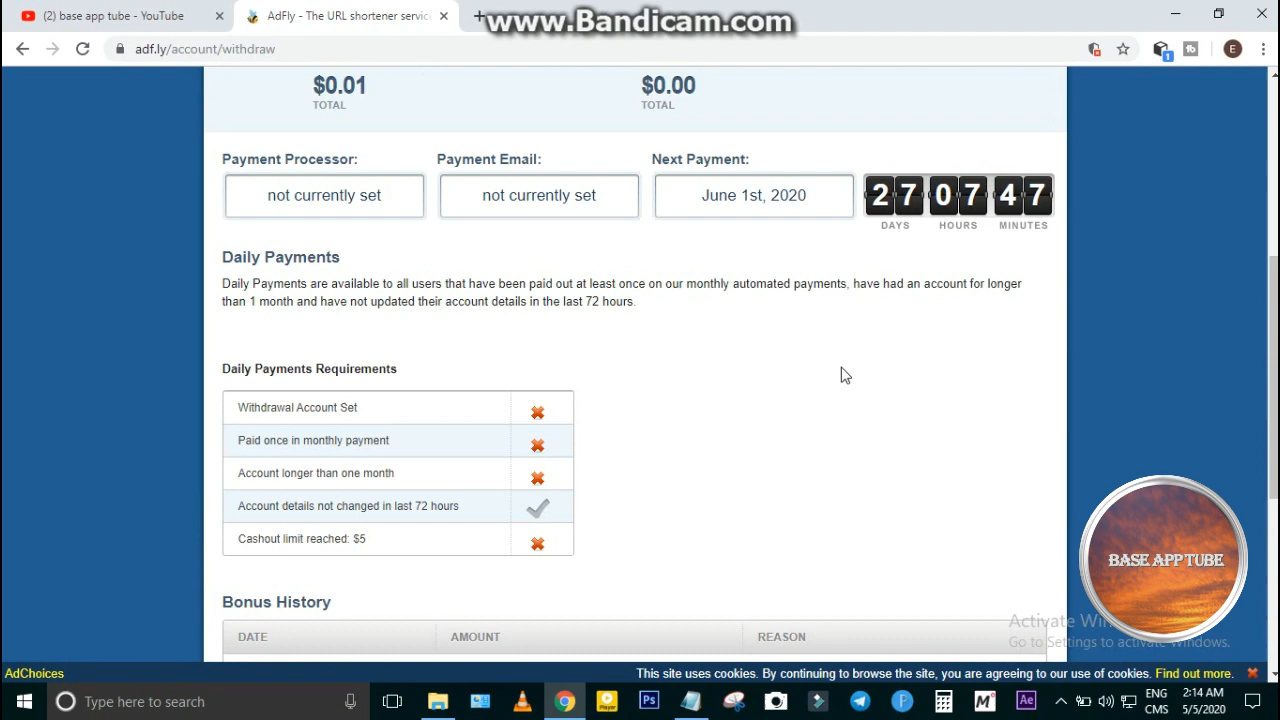 (2) base app tube - YouTube
AdFly - The URL shortener servic
www.Bandicam.com
adf.ly/account/withdraw
E
1
$0.01
$0.00
TOTAL
TOTAL
Payment Processor:
Payment Email:
Next Payment:
not currently set
not currently set
June 1st, 2020
27 07 47
DAYS HOURS MINUTES
Daily Payments
Daily Payments are available to all users that have been paid out at least once on our monthly automated payments, have had an account for longer
than 1 month and have not updated their account details in the last 72 hours.
Daily Payments Requirements
Withdrawal Account Set
Paid once in monthly payment
Account longer than one month
Account details not changed in last 72 hours
Cashout limit reached: $5
BASE APP TUBE
Bonus History
DATE AMOUNT REASON
Go to Settings to activate Windows.
AdChoices
This site uses cookies. By continuing to browse the site, you are agreeing to our use of cookies. Find out more.
Type here to search
Player
Ps
Ae
ENG
CMS
2:14 AM
5/5/2020